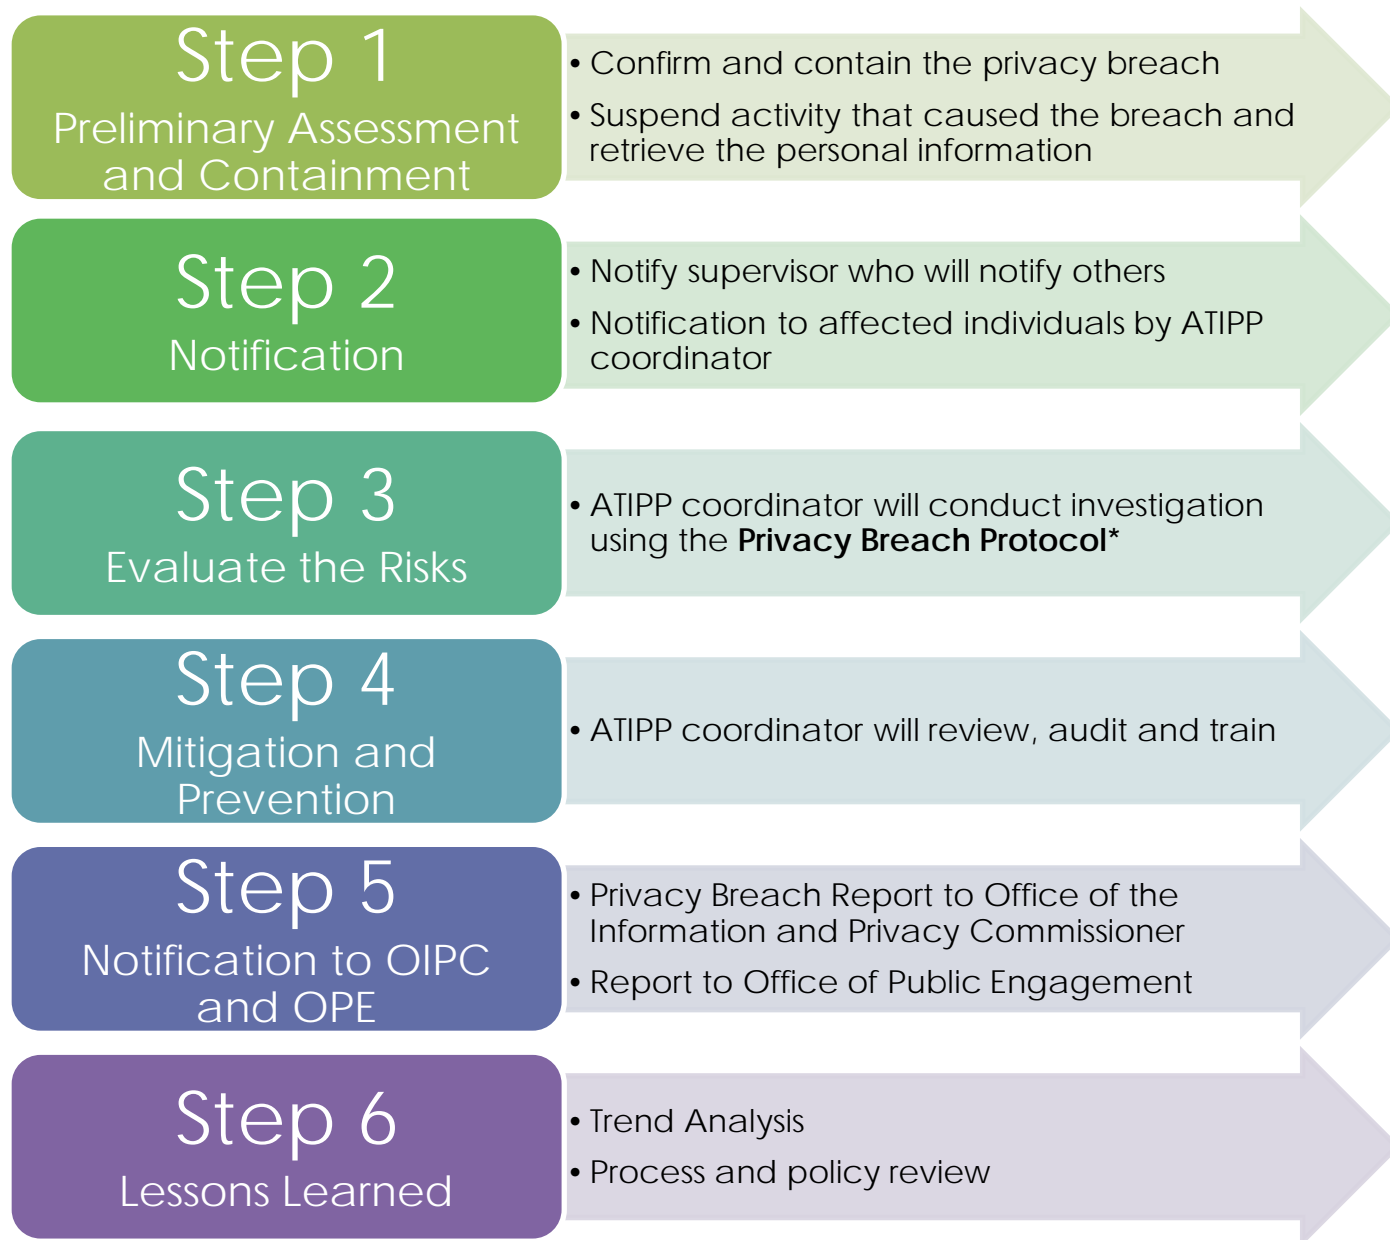 Step 1
Preliminary Assessment
and Containment
• Confirm and contain the privacy breach
• Suspend activity that caused the breach and
retrieve the personal information
Step 2
Notification
• Notify supervisor who will notify others
• Notification to affected individuals by ATIPP
coordinator
Step 3
Evaluate the Risks
• ATIPP coordinator will conduct investigation
using the Privacy Breach Protocol*
Step 4
Mitigation and
Prevention
• ATIPP coordinator will review, audit and train
Step 5
Notification to OIPC
and OPE
• Privacy Breach Report to Office of the
Information and Privacy Commissioner
• Report to Office of Public Engagement
Step 6
Lessons Learned
• Trend Analysis
• Process and policy review